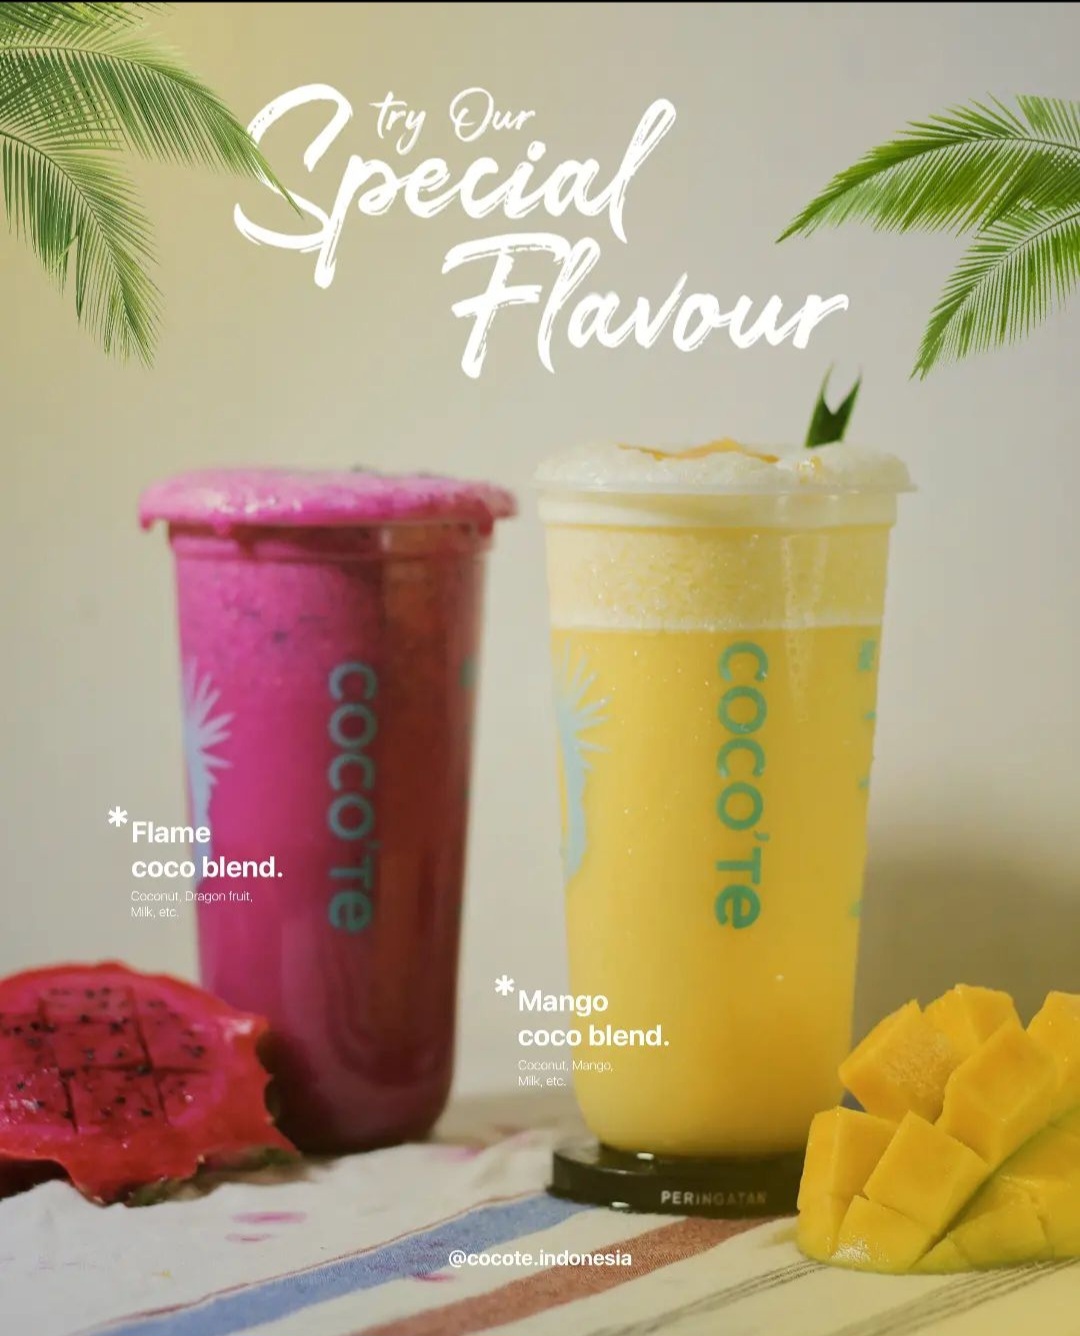 try Our
Special
Flavour
COCO'Te
COCO'Te
*Flame
coco blend.
Coconut, Dragon fruit,
Milk, etc.
*Mango
coco blend.
Coconut, Mango,
Milk, etc.
PERINGATAN
@cocote.indonesia